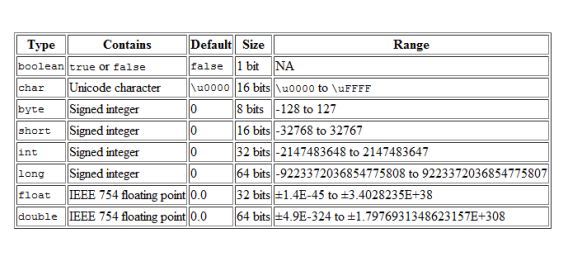 Type Contains Default Size Range
boolean true or false false 1 bit NA
char Unicode character \u0000 16 bits \u0000 to \uFFFF
byte Signed integer 0 8 bits -128 to 127
short Signed integer 0 16 bits -32768 to 32767
int Signed integer 0 32 bits -2147483648 to 2147483647
long Signed integer 0 64 bits -9223372036854775808 to 9223372036854775807
float IEEE 754 floating point 0.0 32 bits ±1.4E-45 to ±3.4028235E+38
double IEEE 754 floating point 0.0 64 bits ±4.9E-324 to ±1.7976931348623157E+308